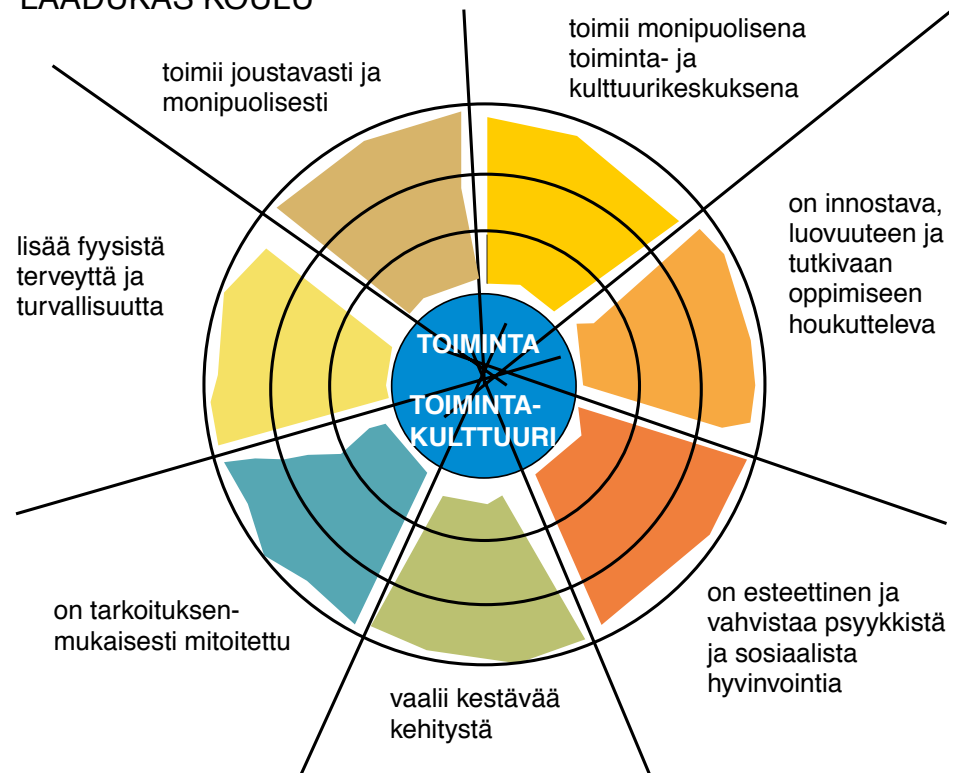 LAADUKAS KOULU
toimii joustavasti ja
monipuolisesti
toimii monipuolisena
toiminta- ja
kulttuurikeskuksena
on innostava,
luovuuteen ja
tutkivaan
oppimiseen
houkutteleva
lisää fyysistä
terveyttä ja
turvallisuutta
TOIMINTA
TOIMINTA-
KULTTUURI
on tarkoituksen-
mukaisesti mitoitettu
on esteettinen ja
vahvistaa psyykkistä
ja sosiaalista
hyvinvointia
vaalii kestävää
kehitystä